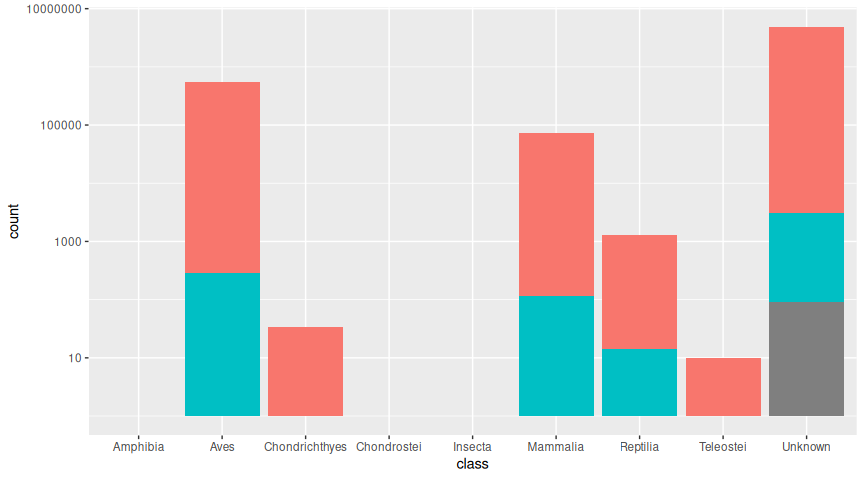 10000000
100000
1000
10
count
Amphibia Aves Chondrichthyes Chondrostei Insecta Mammalia Reptilia Teleostei Unknown
class